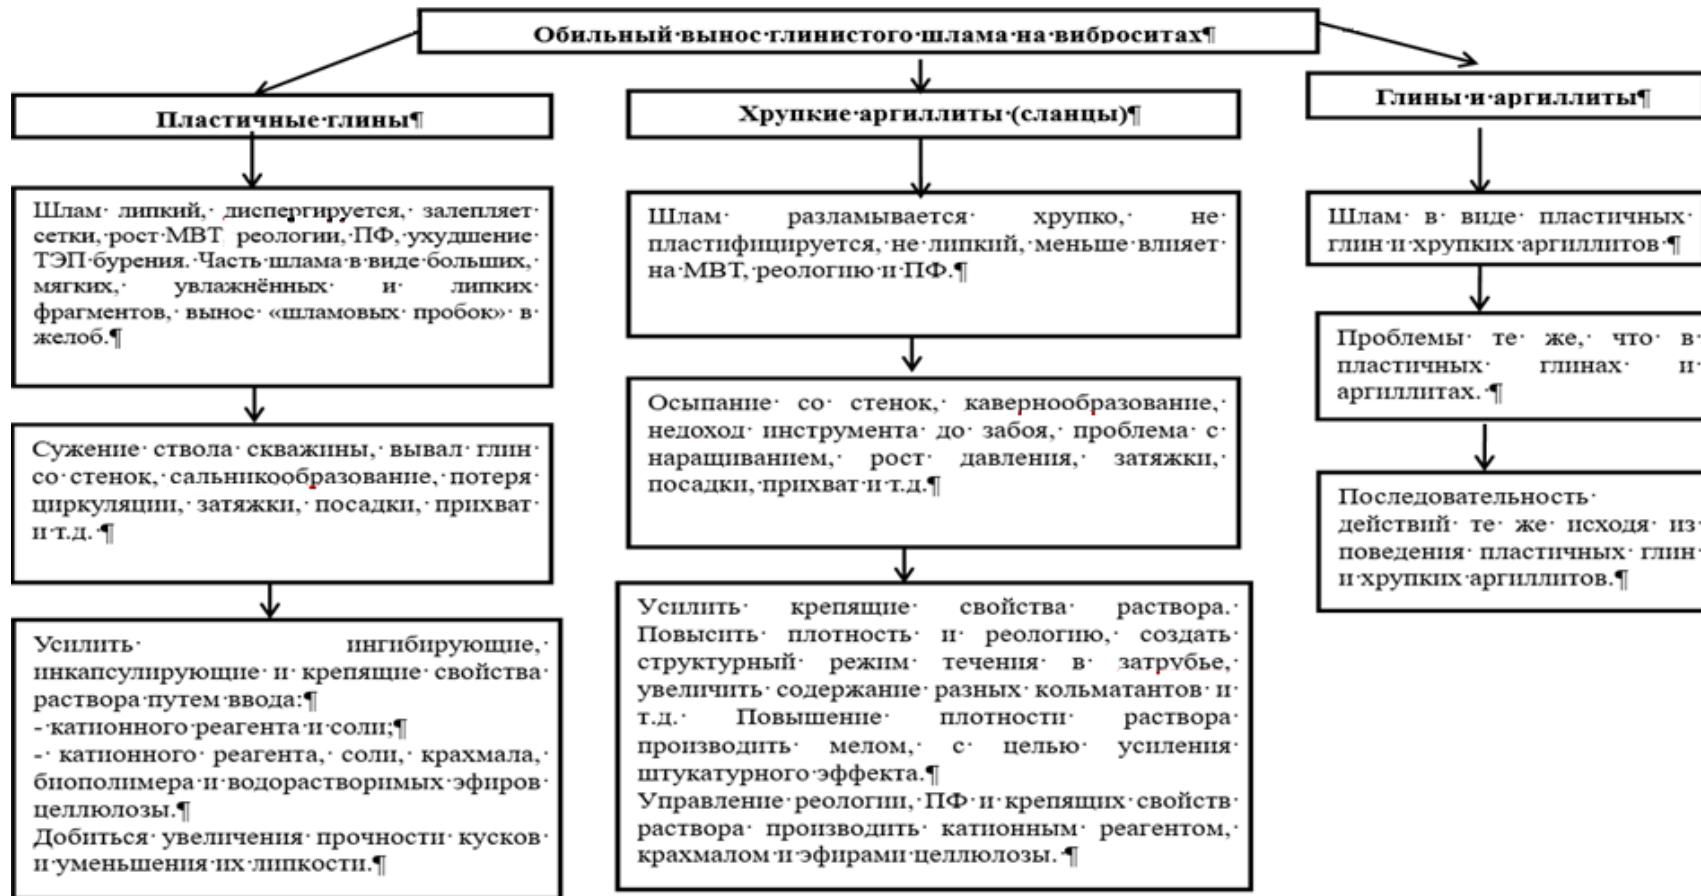 Обильный·вынос·глинистого·шлама·на·вибросита­х¶
Пластичные·глины¶
Шлам· липкий,· диспергируется,· залепляет·
сетки,·рост·МВТ реологии,·ПФ,·ухудшение·
ТЭП·бурения.·Часть·шлама·в·виде·больших,·
мягких,· увлажнённых· и· липких·
фрагментов,· вынос· «шламовых· пробок»· в·
желоб.¶
Сужение· ствола· скважины,· вывал· глин·
со·стенок,·сальникообразование,·потеря·
циркуляции,· затяжки,· посадки,· прихват·
и·т.д.·¶
Усилить· ингибирующие,·
инкапсулирующие· и· крепящие· свойства·
раствора·путем·ввода:¶
-·катионного·реагента·и·соли;¶
-· катионного· реагента,· соли,· крахмала,·
биополимера·и·водорастворимых·эфиров·
целлюлозы.¶
Добиться· увеличения· прочности· кусков·
и·уменьшения·их·липкости.¶
Хрупкие·аргиллиты·(сланцы)¶
Шлам· разламывается· хрупко,· не·
пластифицируется,·не·липкий,·меньше·влияет·
на·МВТ,·реологию·и·ПФ.¶
Осыпание· со· стенок,· кавернообразование,·
недоход· инструмента· до· забоя,· проблема· с·
наращиванием,· рост· давления,· затяжки,·
посадки,·прихват·и·т.д.¶
Усилить· крепящие· свойства· раствора.·
Повысить· плотность· и· реологию,· создать·
структурный· режим· течения· в· затрубье,·
увеличить·содержание·разных·кольматантов·и·
т.д.· Повышение· плотности· раствора·
производить· мелом,· с· целью· усиления·
штукатурного·эффекта.¶
Управление·реологии,·ПФ·и·крепящих·свойств·
раствора· производить· катионным· реагентом,·
крахмалом·и·эфирами·целлюлозы.·¶
Глины·и·аргиллиты¶
Шлам· в· виде· пластичных·
глин·и·хрупких·аргиллитов·¶
Проблемы· те· же,· что· в·
пластичных· глинах· и·
аргиллитах.·¶
Последовательность·
действий· те· же· исходя· из·
поведения· пластичных· глин·
и·хрупких·аргиллитов.¶